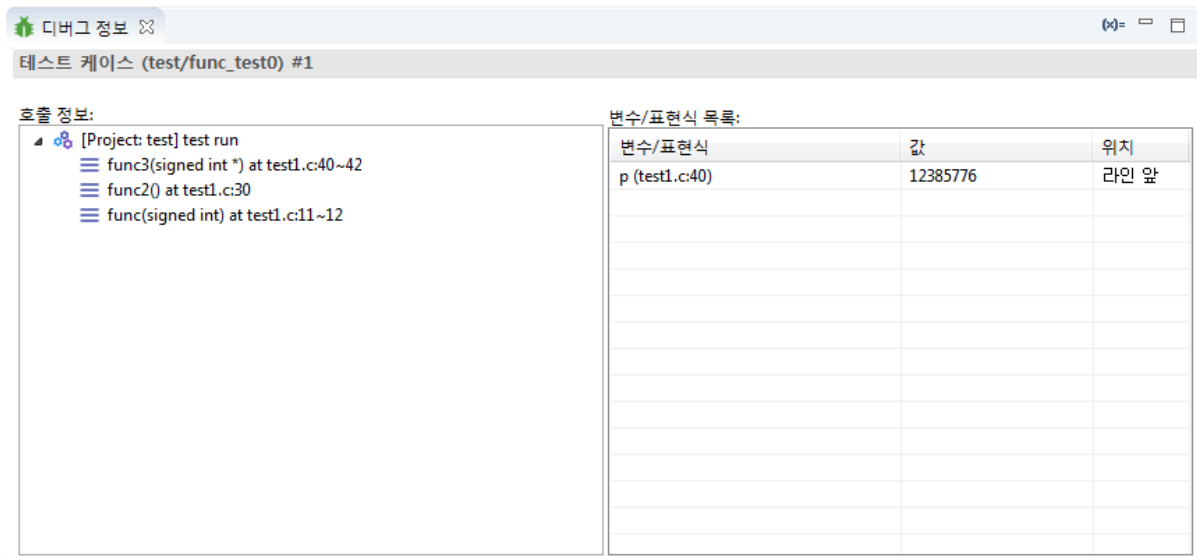 디버그 정보
(x)=
테스트 케이스 (test/func_test0) #1
호출 정보:
[Project: test] test run
func3(signed int *) at test1.c:40~42
func2() at test1.c:30
func(signed int) at test1.c:11~12
변수/표현식 목록:
변수/표현식 값 위치
p (test1.c:40) 12385776 라인 앞